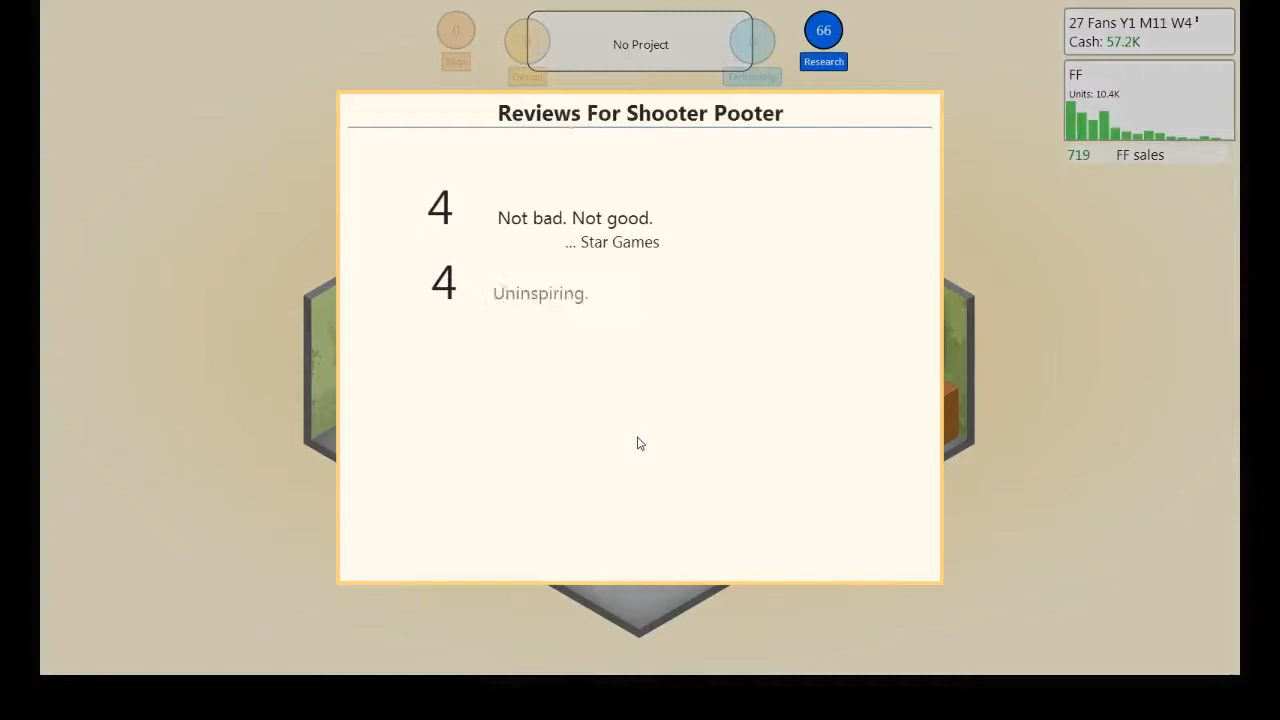 0
Bugs
Design
No Project
Technology
66
Research
27 Fans Y1 M11 W4
Cash: 57.2K
FF
Units: 10.4K
719 FF sales
Reviews For Shooter Pooter
4 Not bad. Not good.
... Star Games
4 Uninspiring.